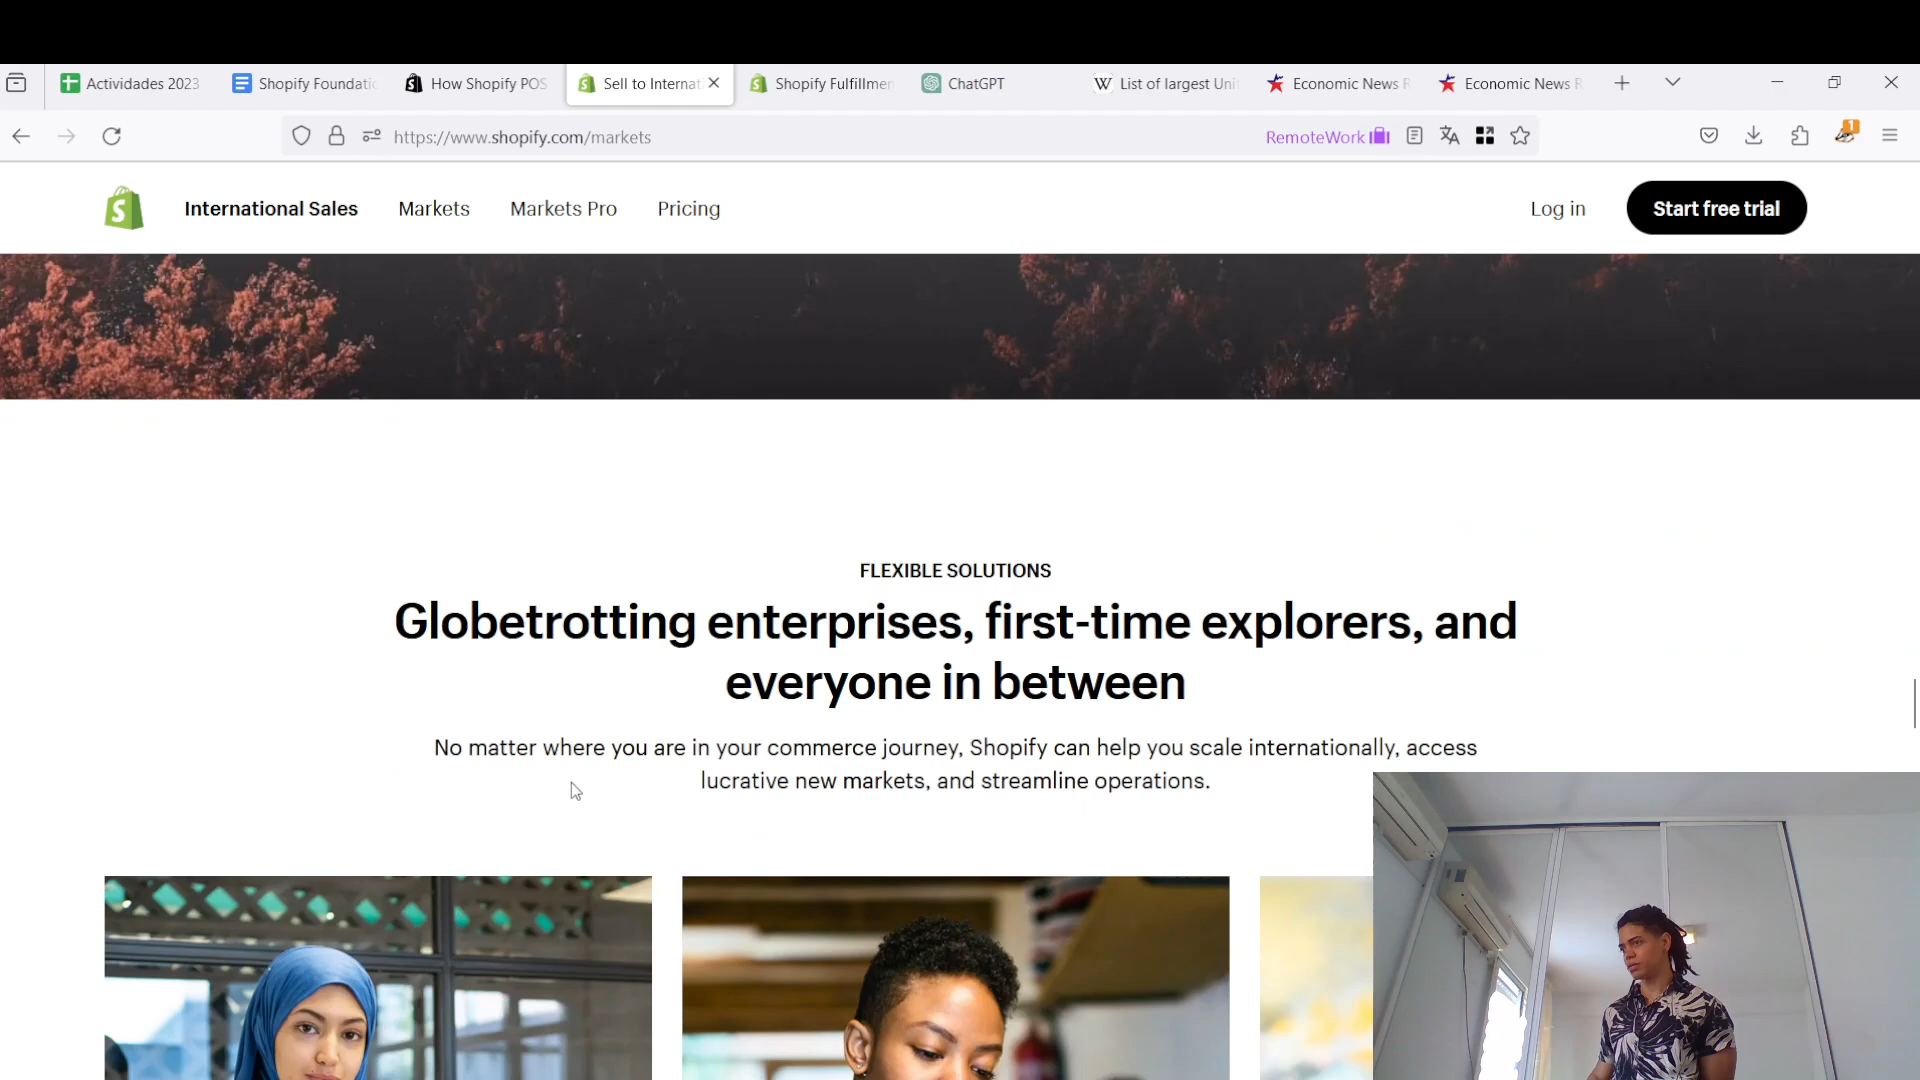 Actividades 2023
Shopify Foundatic
How Shopify POS
Sell to Internat
Shopify Fulfillmen
ChatGPT
List of largest Uni
Economic News R
Economic News R
https://www.shopify.com/markets
RemoteWork
1
International Sales
Markets
Markets Pro
Pricing
Log in
Start free trial
FLEXIBLE SOLUTIONS
Globetrotting enterprises, first-time explorers, and
everyone in between
No matter where you are in your commerce journey, Shopify can help you scale internationally, access
lucrative new markets, and streamline operations.